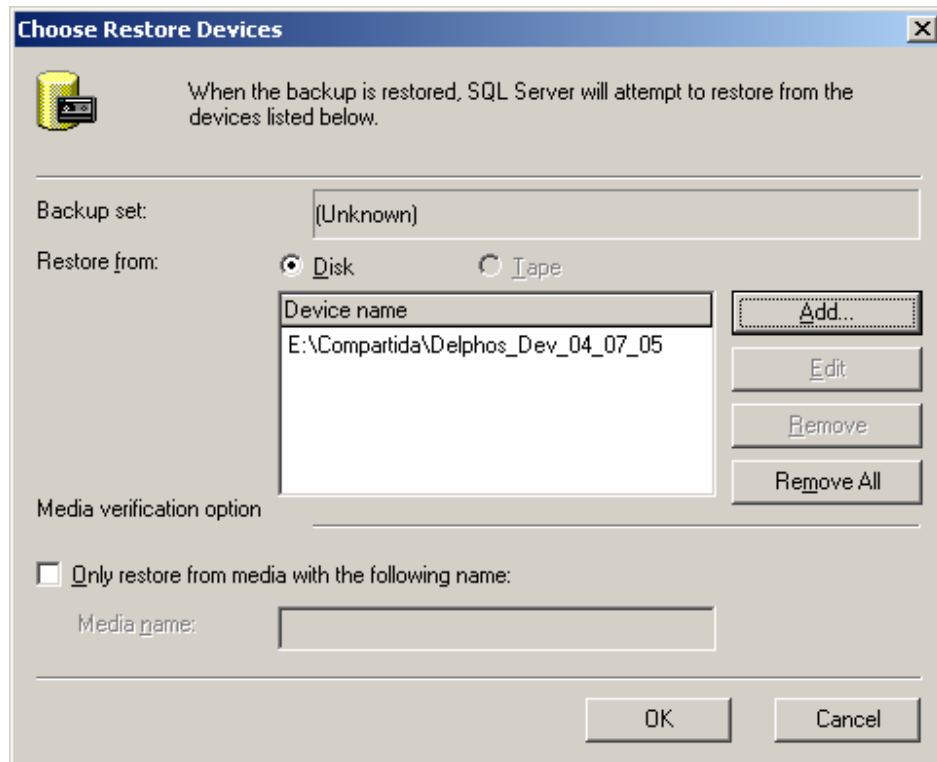 Choose Restore Devices
When the backup is restored, SQL Server will attempt to restore from the
devices listed below.
Backup set:
(Unknown)
Restore from:
Disk
Tape
Device name
E:\Compartida\Delphos_Dev_04_07_05
Add...
Edit
Remove
Remove All
Media verification option
Only restore from media with the following name:
Media name:
OK
Cancel